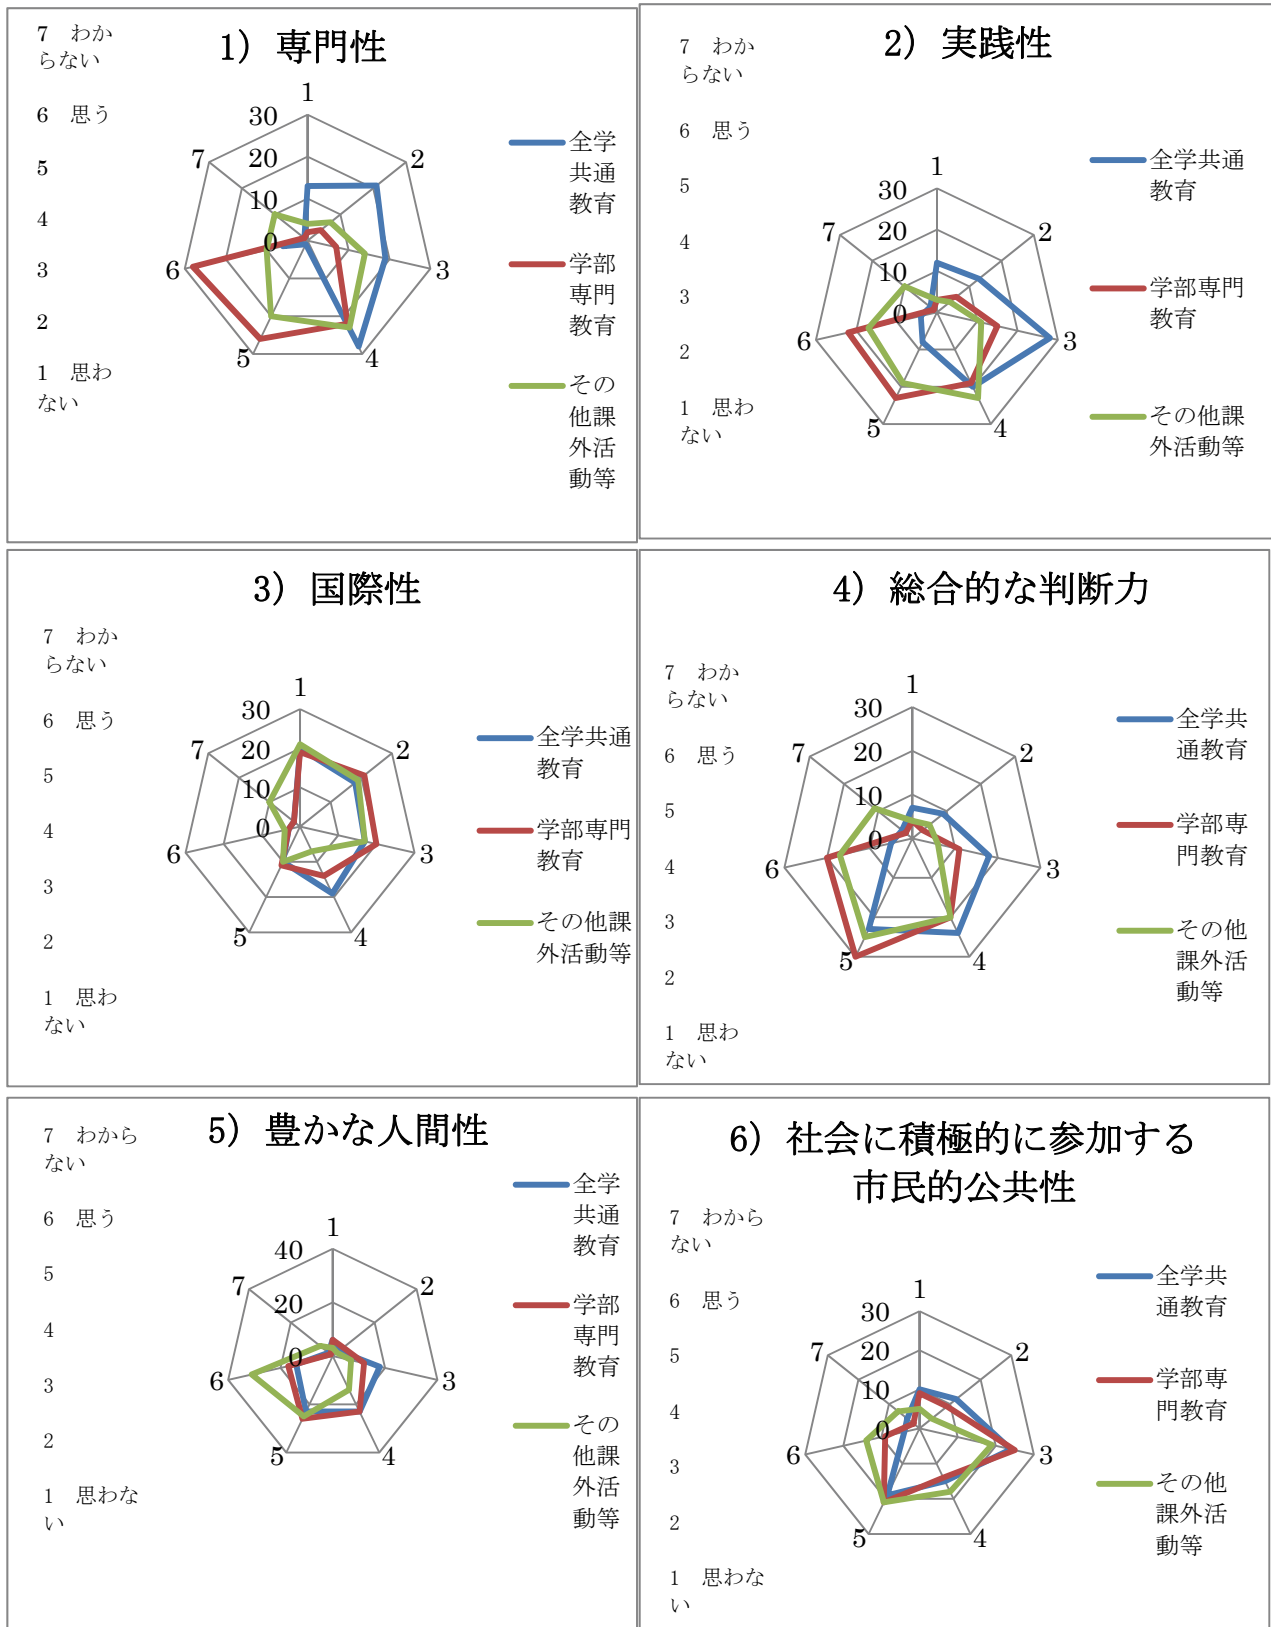 1）専門性
7　わか
らない
6　思う
5
4
3
2
1　思わ
ない
1
2
3
4
5
6
7
30
20
10
0
全学
共通
教育
学部
専門
教育
その
他課
外活
動等
2）実践性
7　わか
らない
6　思う
5
4
3
2
1　思わ
ない
1
2
3
4
5
6
7
30
20
10
0
全学共通
教育
学部専門
教育
その他課
外活動等
3）国際性
7　わか
らない
6　思う
5
4
3
2
1　思わ
ない
1
2
3
4
5
6
7
30
20
10
0
全学共通
教育
学部専門
教育
その他課
外活動等
4）総合的な判断力
7　わか
らない
6　思う
5
4
3
2
1　思わ
ない
1
2
3
4
5
6
7
30
20
10
0
全学共
通教育
学部専
門教育
その他
課外活
動等
5）豊かな人間性
7　わから
ない
6　思う
5
4
3
2
1　思わな
い
1
2
3
4
5
6
7
40
20
0
全学
共通
教育
学部
専門
教育
その
他課
外活
動等
6）社会に積極的に参加する
市民的公共性
7　わから
ない
6　思う
5
4
3
2
1　思わな
い
1
2
3
4
5
6
7
30
20
10
0
全学共
通教育
学部専
門教育
その他
課外活
動等